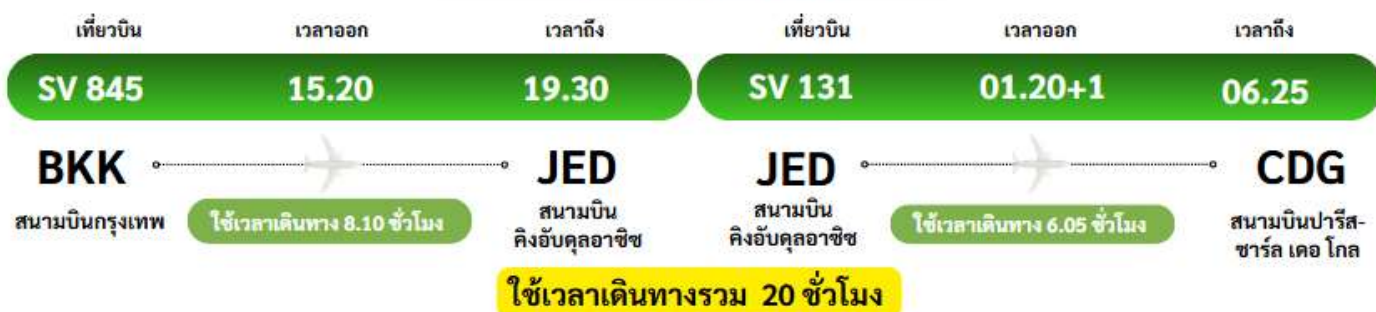 เที่ยวบิน เวลาออก เวลาถึง เที่ยวบิน เวลาออก เวลาถึง
SV 845 15.20 19.30 SV 131 01.20+1 06.25
BKK JED JED CDG
สนามบินกรุงเทพ ใช้เวลาเดินทาง 8.10 ชั่วโมง สนามบิน สนามบิน ใช้เวลาเดินทาง 6.05 ชั่วโมง สนามบินปารีส-
คิงอับดุลอาซิซ คิงอับดุลอาซิซ ชาร์ล เดอ โกล
ใช้เวลาเดินทางรวม 20 ชั่วโมง